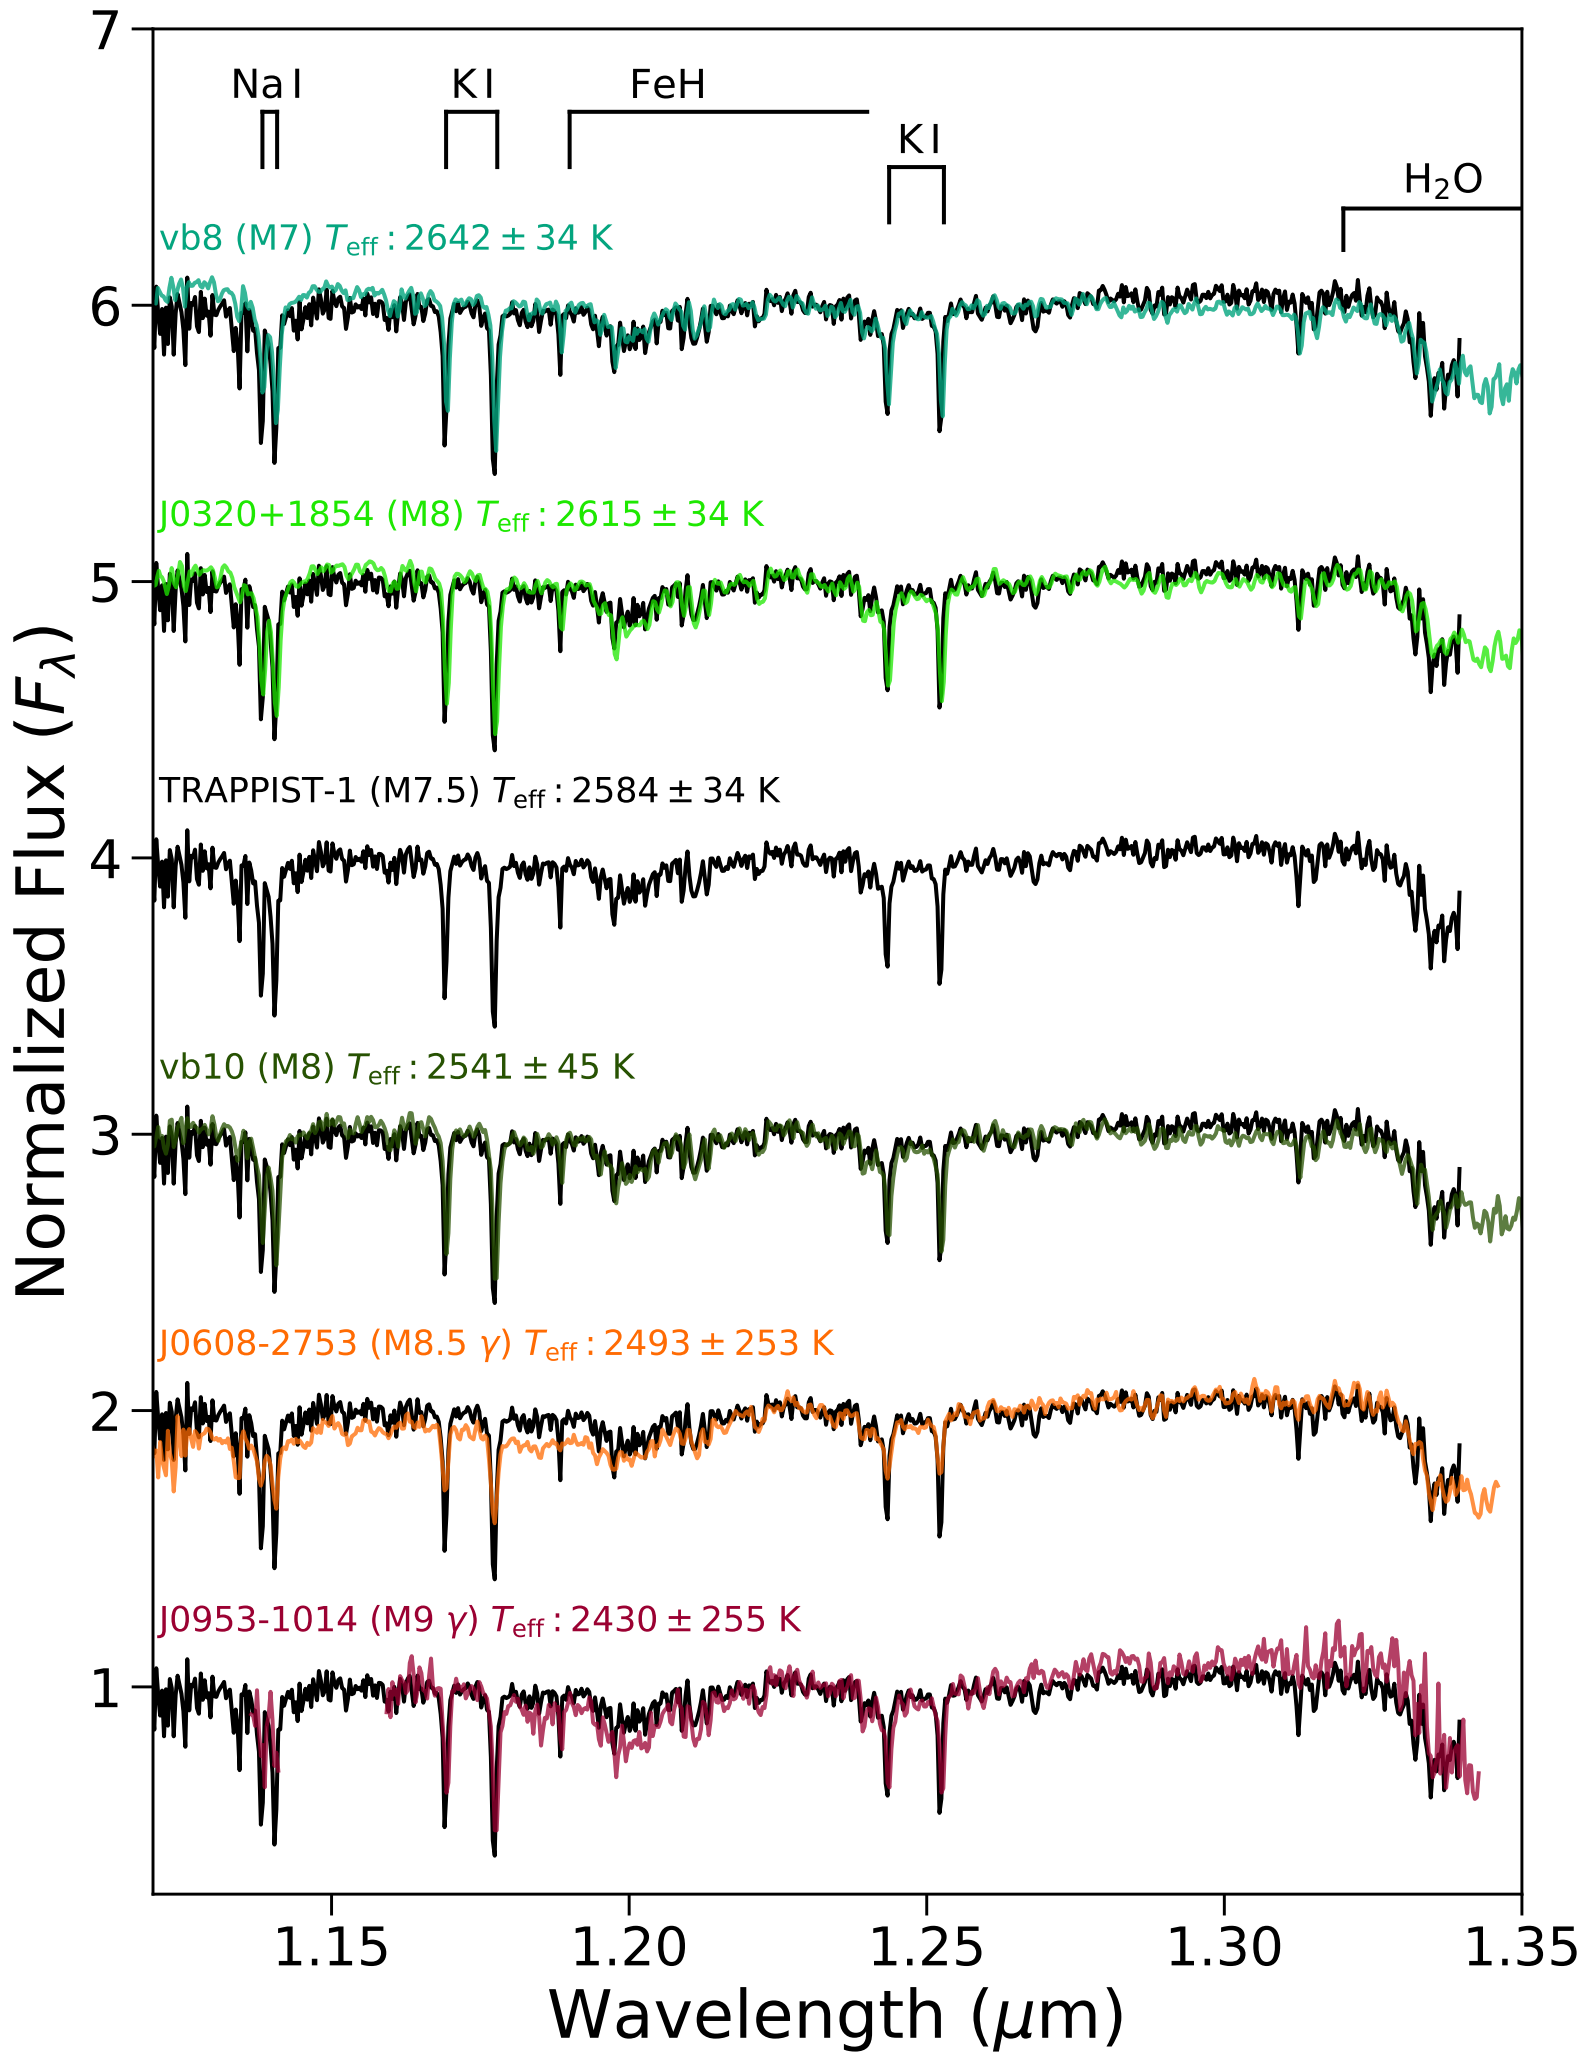 7
Na I
K I
FeH
K I
H₂O
vb8 (M7) T_eff : 2642 ± 34 K
6
J0320+1854 (M8) T_eff : 2615 ± 34 K
5
TRAPPIST-1 (M7.5) T_eff : 2584 ± 34 K
4
vb10 (M8) T_eff : 2541 ± 45 K
3
J0608-2753 (M8.5 γ) T_eff : 2493 ± 253 K
2
J0953-1014 (M9 γ) T_eff : 2430 ± 255 K
1
Normalized Flux (F_λ)
1.15 1.20 1.25 1.30 1.35
Wavelength (μm)